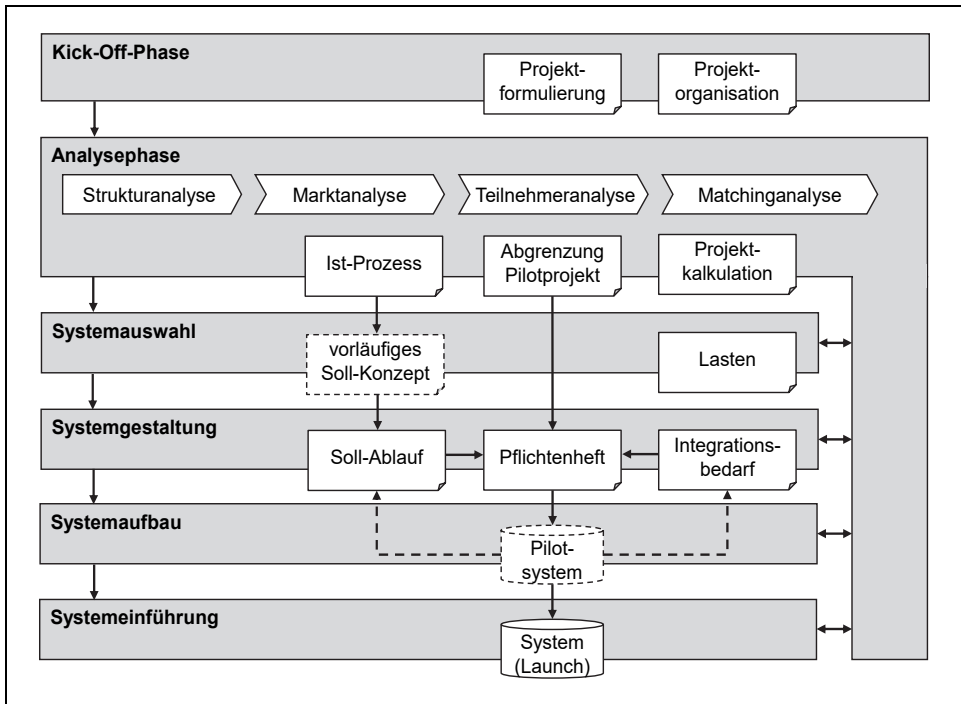 Kick-Off-Phase
Projekt-
formulierung
Projekt-
organisation
Analysephase
Strukturanalyse
Marktanalyse
Teilnehmeranalyse
Matchinganalyse
Ist-Prozess
Abgrenzung
Pilotprojekt
Projekt-
kalkulation
Systemauswahl
vorläufiges
Soll-Konzept
Lasten
Systemgestaltung
Soll-Ablauf
Pflichtenheft
Integrations-
bedarf
Systemaufbau
Pilot-
system
Systemeinführung
System
(Launch)